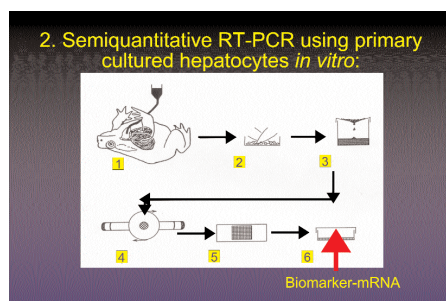 2. Semiquantitative RT-PCR using primary
cultured hepatocytes in vitro:
1
2
3
4
5
6
Biomarker-mRNA